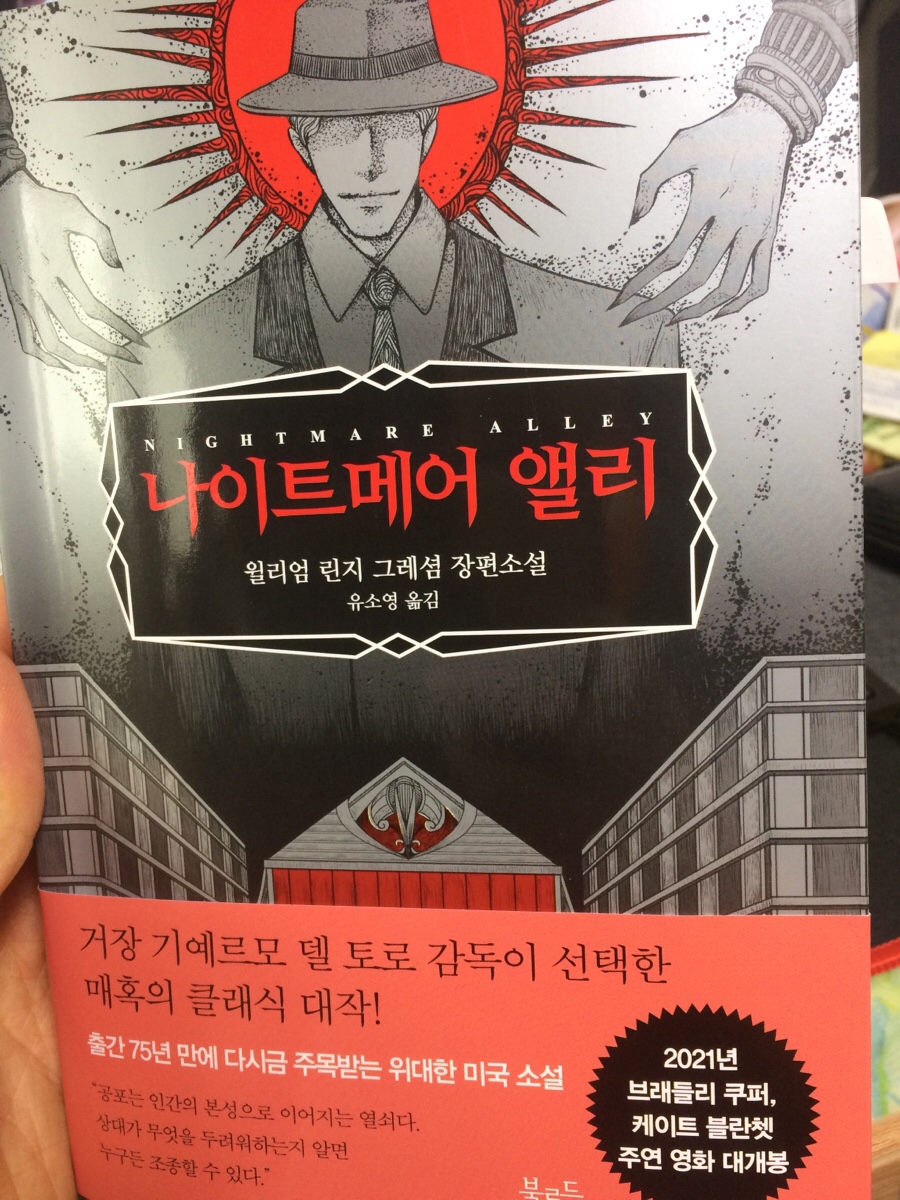 NIGHTMARE ALLEY
나이트메어 앨리
윌리엄 린지 그레셤 장편소설
유소영 옮김
거장 기예르모 델 토로 감독이 선택한
매혹의 클래식 대작!
출간 75년 만에 다시금 주목받는 위대한 미국 소설
“공포는 인간의 본성으로 이어지는 열쇠다.
상대가 무엇을 두려워하는지 알면
누구든 조종할 수 있다.”
2021년
브래들리 쿠퍼,
케이트 블란쳇
주연 영화 대개봉
북로드